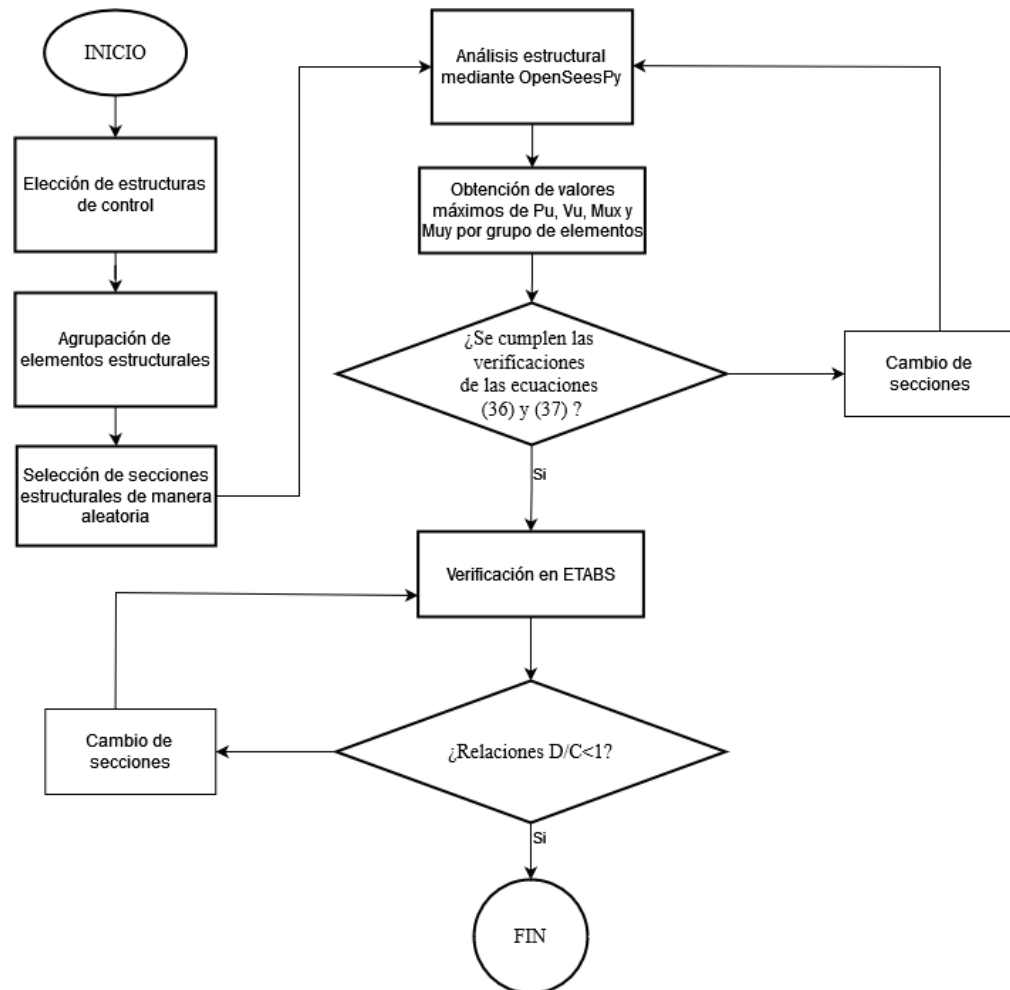 INICIO
Elección de estructuras
de control
Agrupación de
elementos estructurales
Selección de secciones
estructurales de manera
aleatoria
Análisis estructural
mediante OpenSeesPy
Obtención de valores
máximos de Pu, Vu, Mux y
Muy por grupo de elementos
¿Se cumplen las
verificaciones
de las ecuaciones
(36) y (37) ?
Cambio de
secciones
Si
Verificación en ETABS
¿Relaciones D/C<1?
Cambio de
secciones
Si
FIN